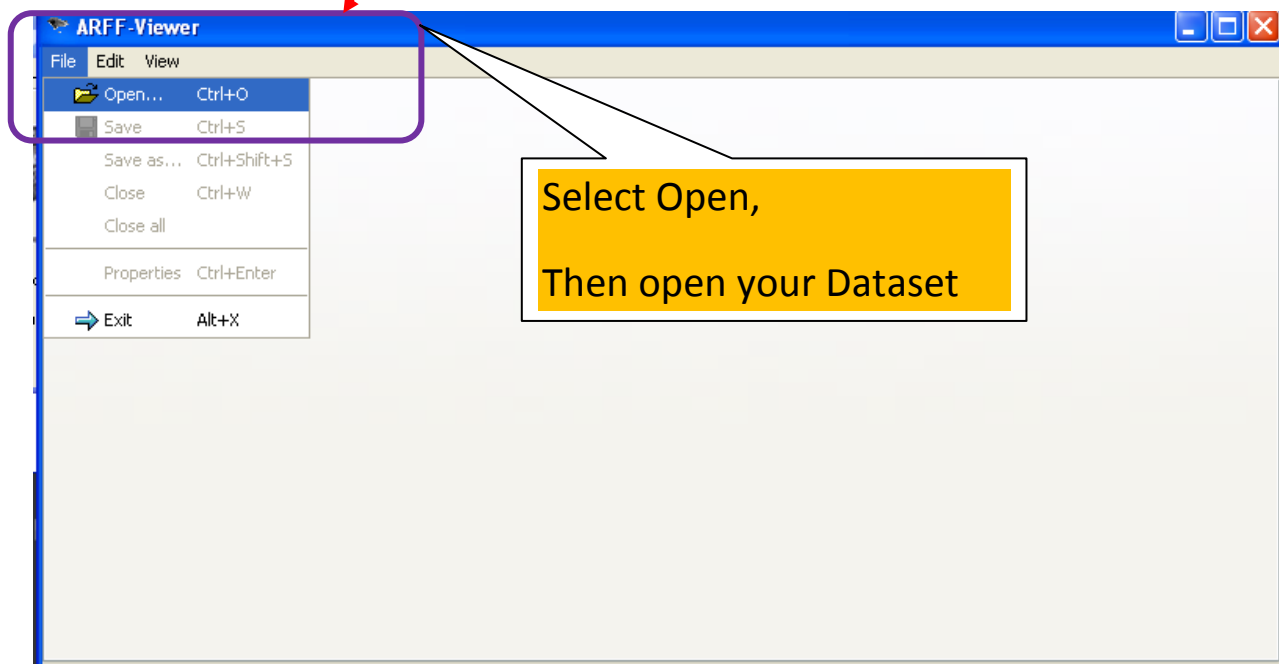 ARFF-Viewer
File Edit View
Open... Ctrl+O
Save Ctrl+S
Save as... Ctrl+Shift+S
Close Ctrl+W
Close all
Properties Ctrl+Enter
Exit Alt+X
Select Open,
Then open your Dataset